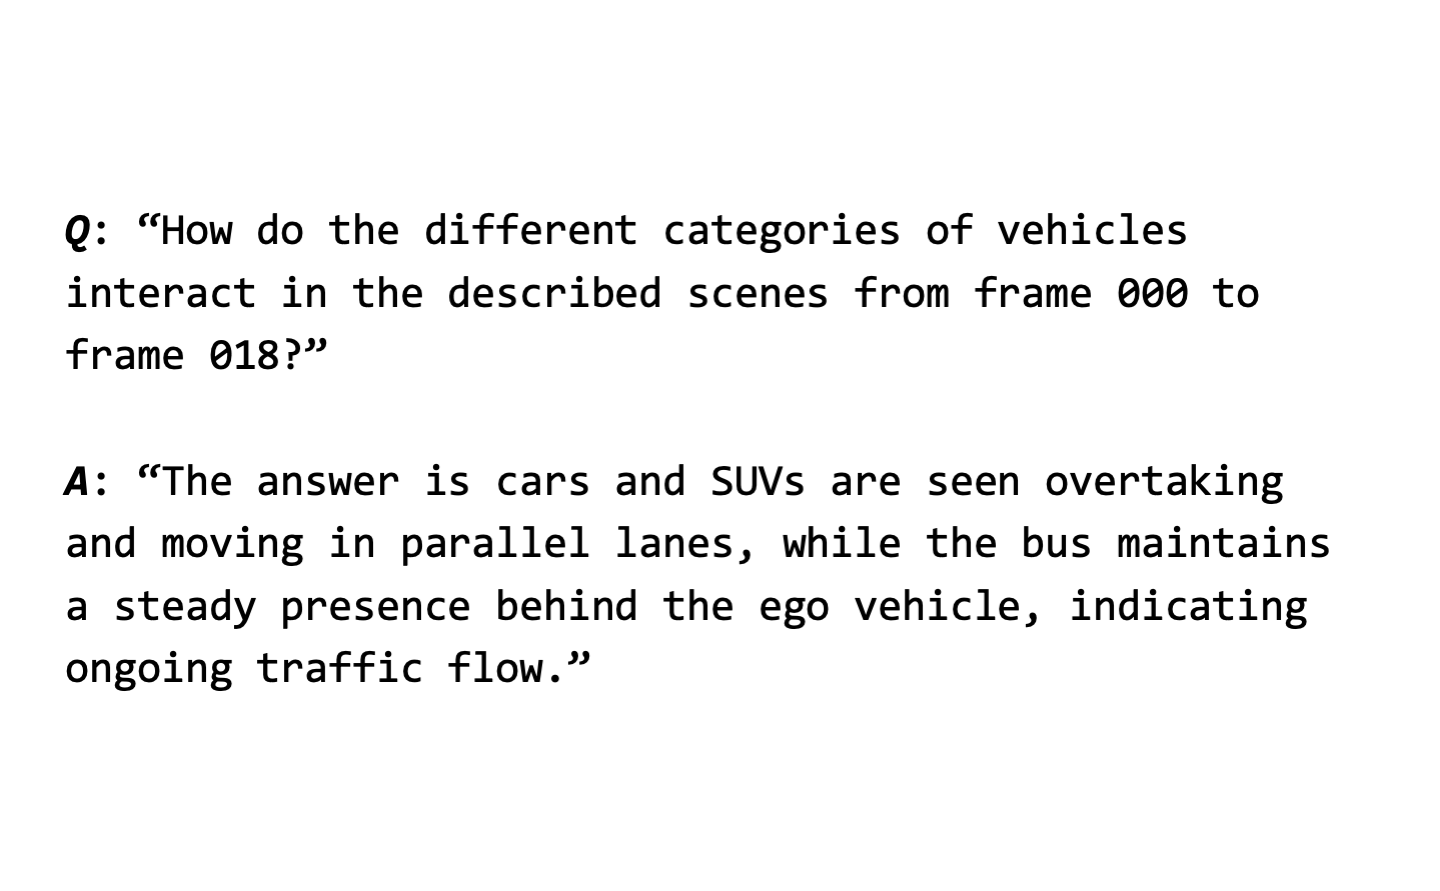 Q: “How do the different categories of vehicles
interact in the described scenes from frame 000 to
frame 018?”
A: “The answer is cars and SUVs are seen overtaking
and moving in parallel lanes, while the bus maintains
a steady presence behind the ego vehicle, indicating
ongoing traffic flow.”